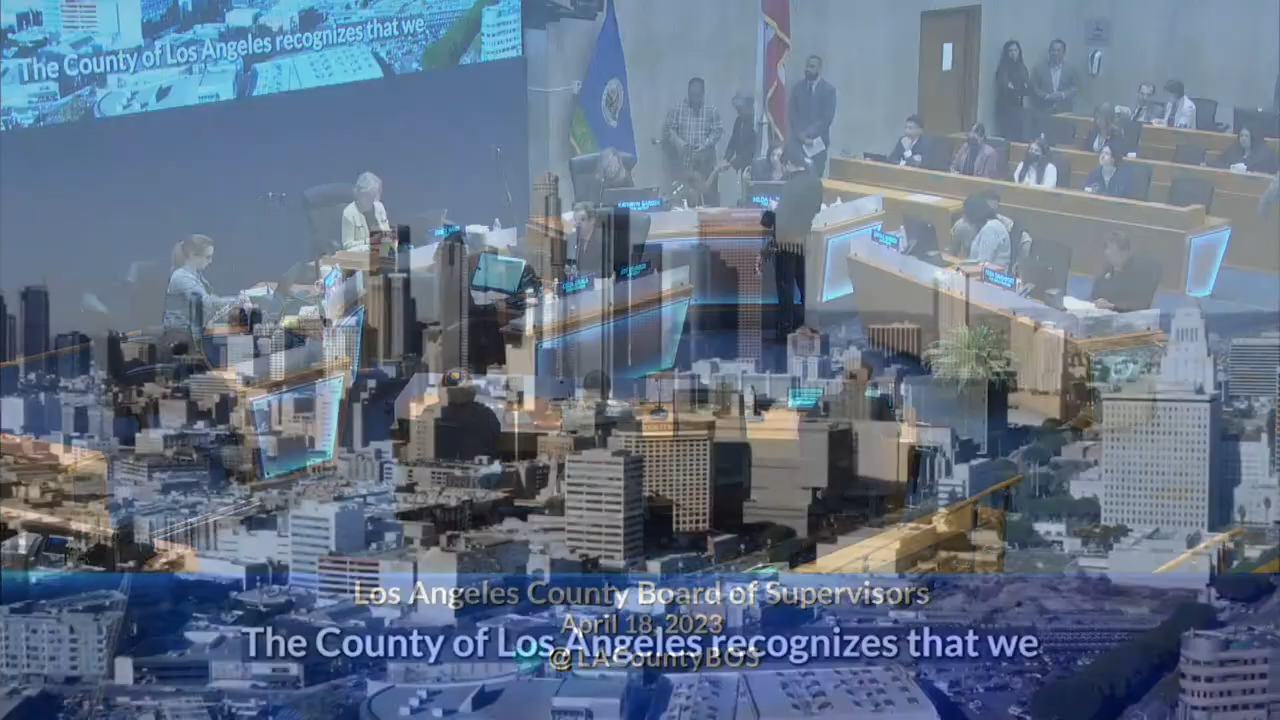 The County of Los Angeles recognizes that we
Los Angeles County Board of Supervisors
April 18, 2023
The County of Los Angeles recognizes that we
@LACountyBOS